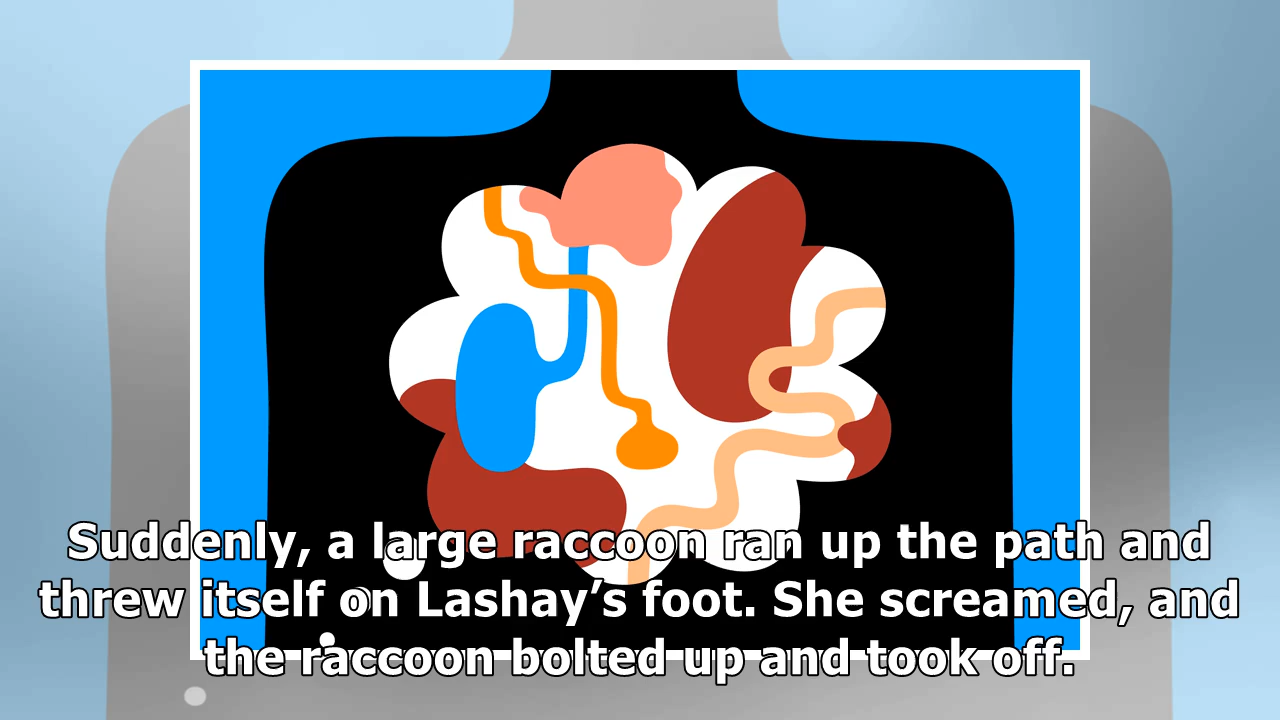 Suddenly, a large raccoon ran up the path and
threw itself on Lashay’s foot. She screamed, and
the raccoon bolted up and took off.